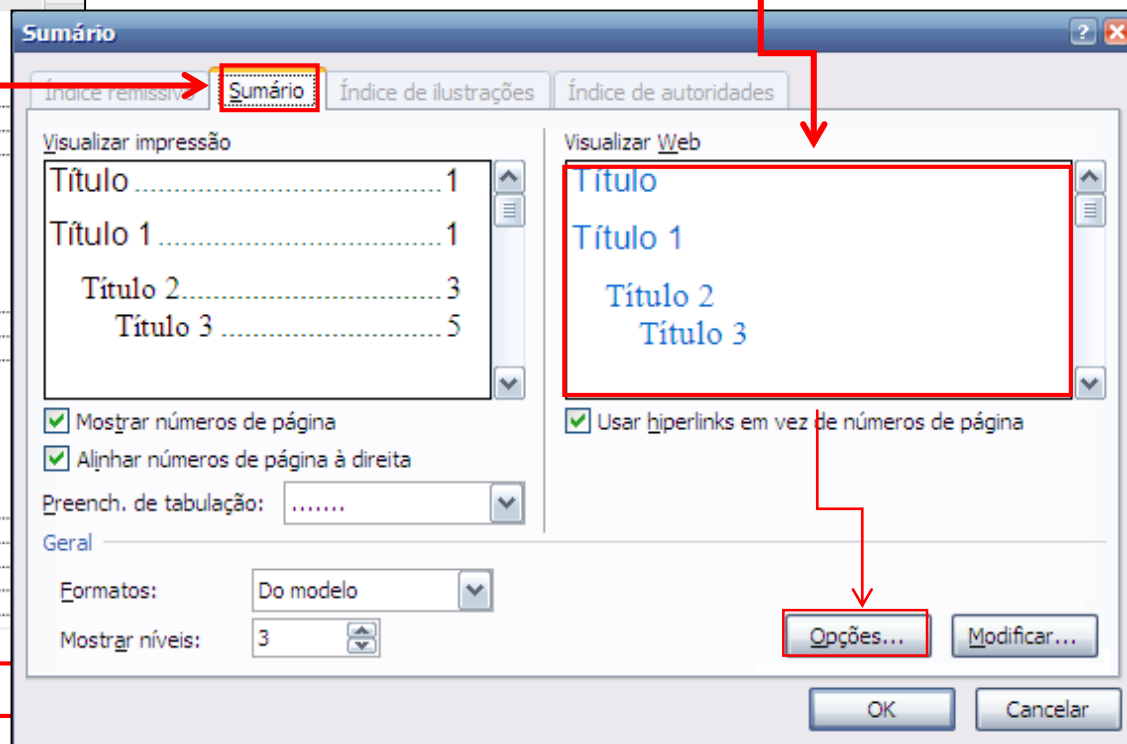 Sumário
Índice remissivo Sumário Índice de ilustrações Índice de autoridades
Visualizar impressão
Título ........................................ 1
Título 1 ..................................... 1
Título 2.................................. 3
Título 3 ............................. 5
Mostrar números de página
Alinhar números de página à direita
Preench. de tabulação: .......
Visualizar Web
Título
Título 1
Título 2
Título 3
Usar hiperlinks em vez de números de página
Geral
Formatos: Do modelo
Mostrar níveis: 3
Opções... Modificar...
OK Cancelar